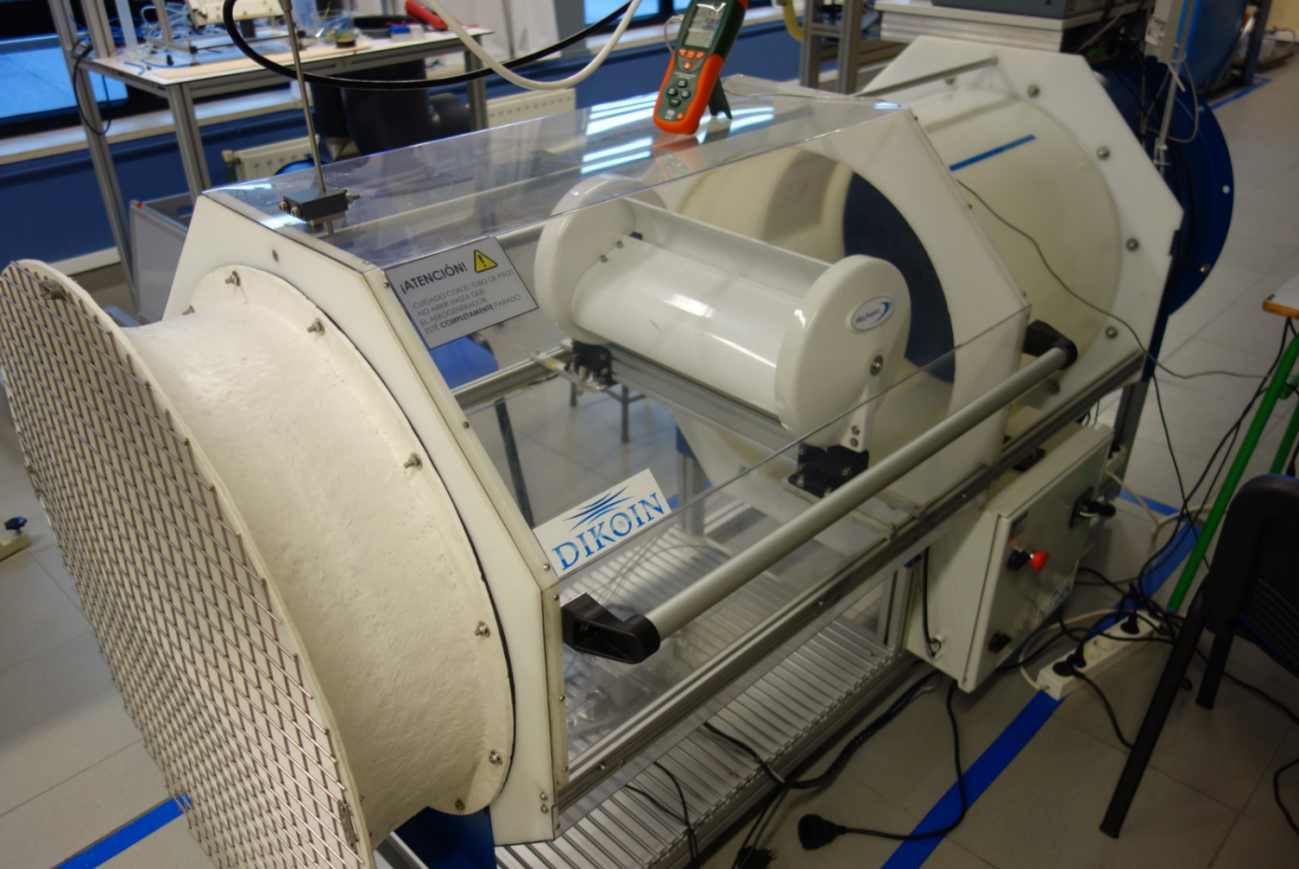 ¡ATENCIÓN!
-CUIDADO CON EL TUBO DE PITOT
-NO ABRIR HASTA QUE
EL AEROGENERADOR
ESTÉ COMPLETAMENTE PARADO
DIKOIN